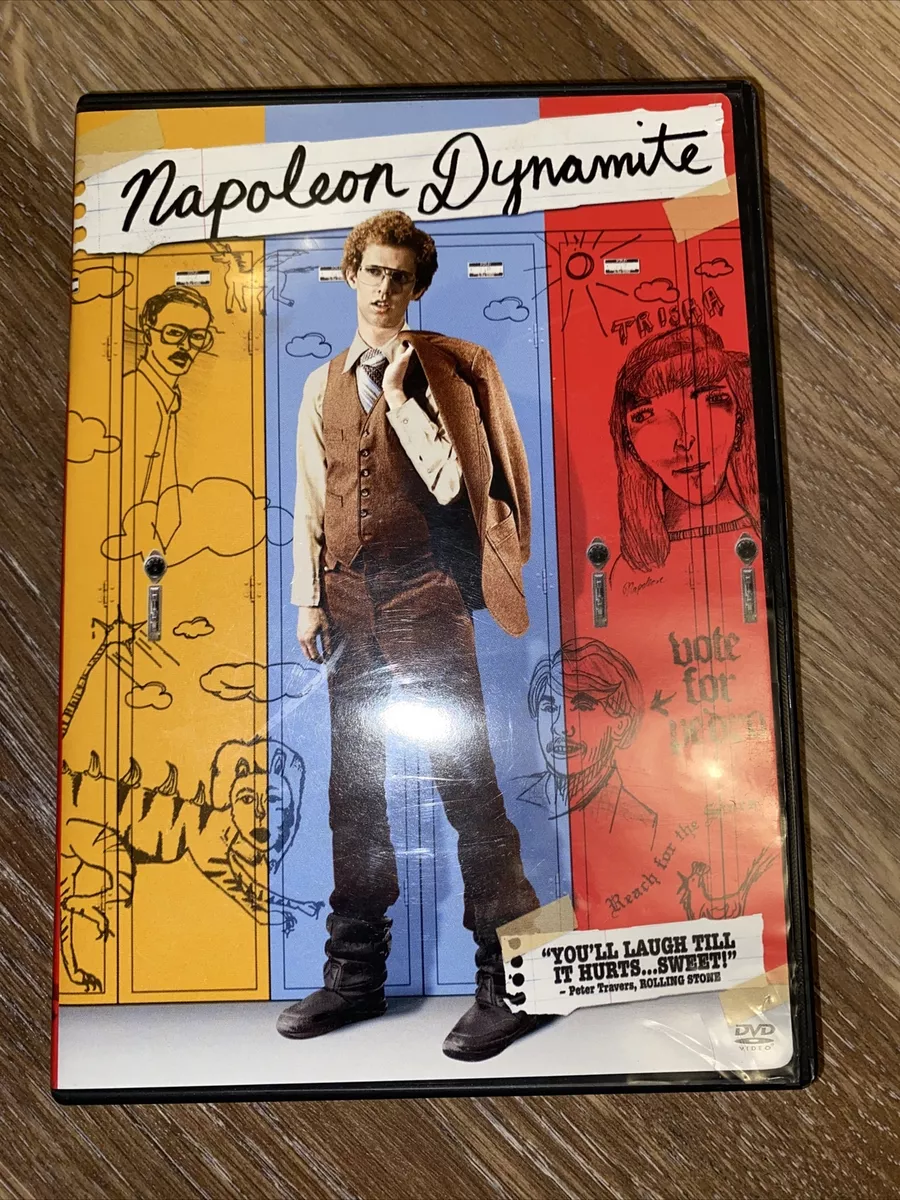 Napoleon Dynamite
TRISHA
Napoleon
vote
for
pedro
Reach for the
"YOU'LL LAUGH TILL
IT HURTS...SWEET!"
– Peter Travers, ROLLING STONE
DVD
VIDEO